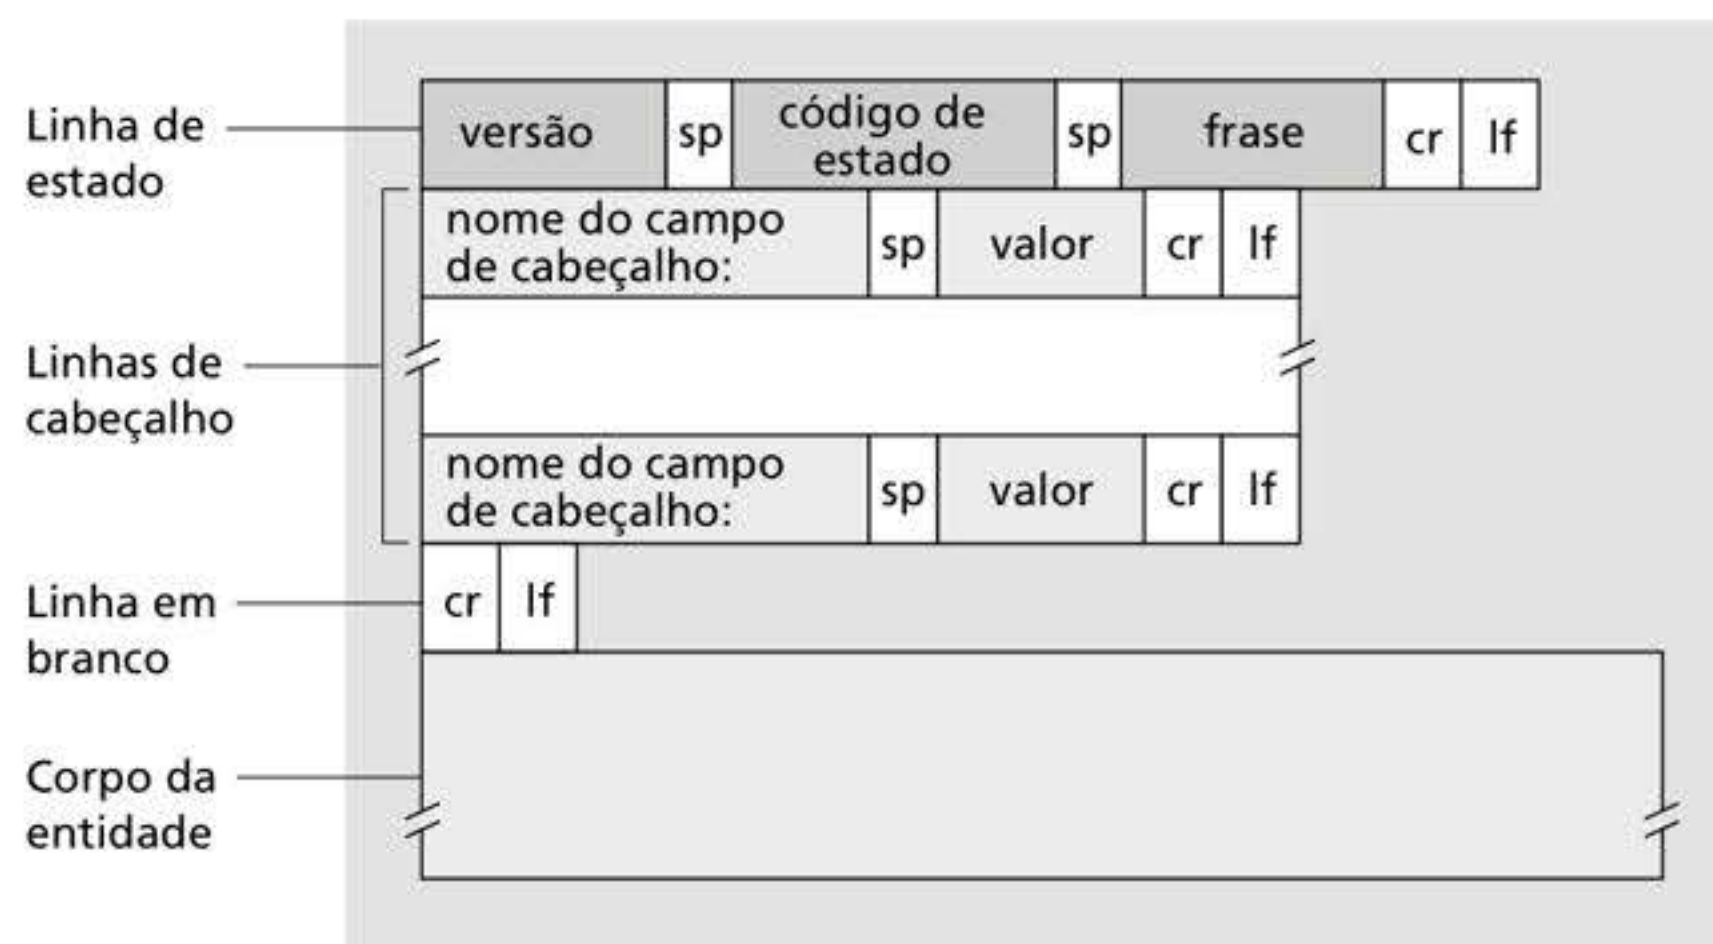 Linha de
estado
versão sp código de
estado sp frase cr lf
nome do campo
de cabeçalho: sp valor cr lf
Linhas de
cabeçalho
nome do campo
de cabeçalho: sp valor cr lf
Linha em
branco
cr lf
Corpo da
entidade